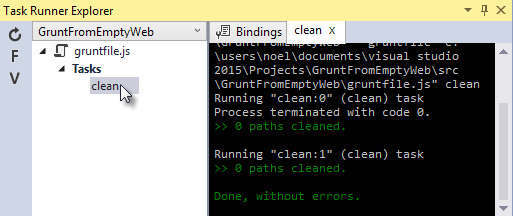 Task Runner Explorer
GruntFromEmptyWeb
gruntfile.js
Tasks
clean
F
V
Bindings
clean X
\users\noel\documents\visual studio
2015\Projects\GruntFromEmptyWeb\src
\GruntFromEmptyWeb\gruntfile.js" clean
Running "clean:0" (clean) task
Process terminated with code 0.
>> 0 paths cleaned.
Running "clean:1" (clean) task
>> 0 paths cleaned.
Done, without errors.